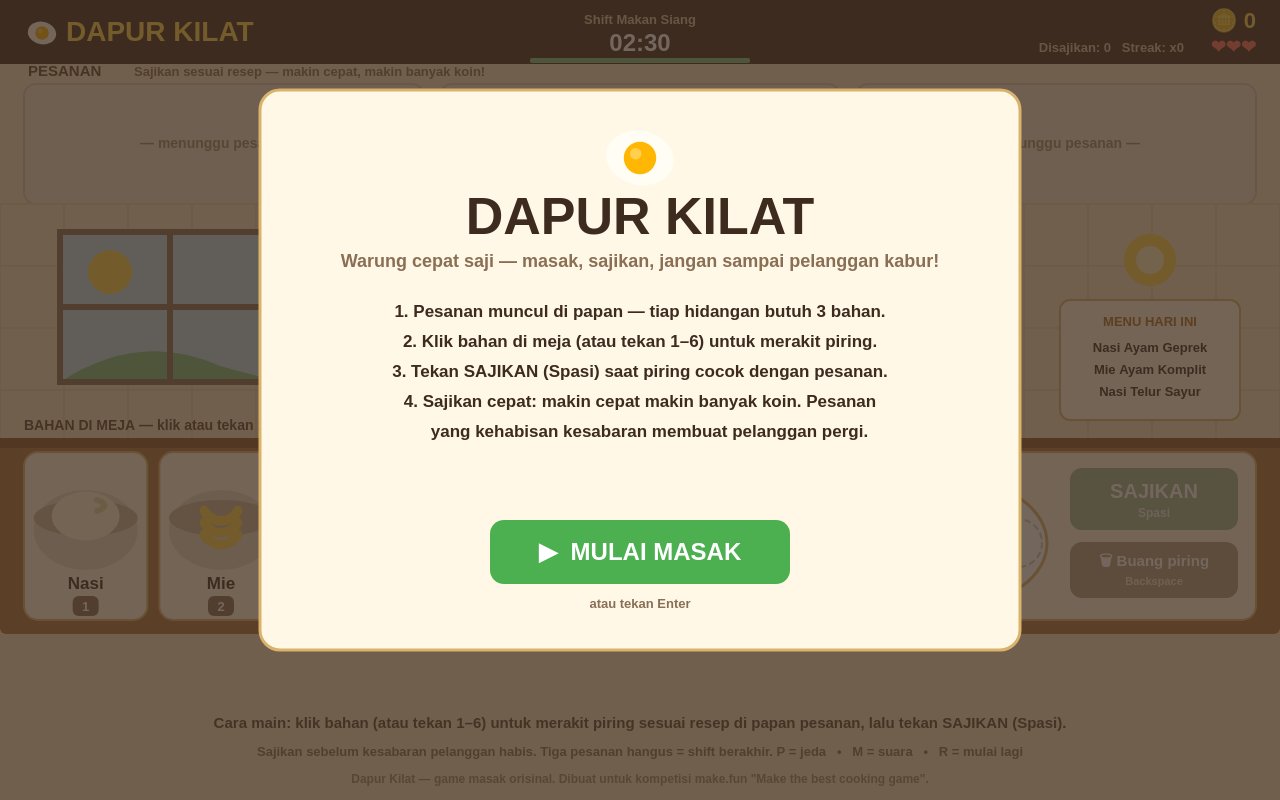 DAPUR KILAT
Shift Makan Siang
02:30
0
Disajikan: 0 Streak: x0
PESANAN
Sajikan sesuai resep — makin cepat, makin banyak koin!
— menunggu
pesanan —
DAPUR KILAT
Warung cepat saji — masak, sajikan, jangan sampai pelanggan kabur!
1. Pesanan muncul di papan — tiap hidangan butuh 3 bahan.
2. Klik bahan di meja (atau tekan 1–6) untuk merakit piring.
3. Tekan SAJIKAN (Spasi) saat piring cocok dengan pesanan.
4. Sajikan cepat: makin cepat makin banyak koin. Pesanan
yang kehabisan kesabaran membuat pelanggan pergi.
▶ MULAI MASAK
atau tekan Enter
MENU HARI INI
Nasi Ayam Geprek
Mie Ayam Komplit
Nasi Telur Sayur
BAHAN DI MEJA — klik atau tekan
Nasi
1
Mie
2
SAJIKAN
Spasi
Buang piring
Backspace
Cara main: klik bahan (atau tekan 1–6) untuk merakit piring sesuai resep di papan pesanan, lalu tekan SAJIKAN (Spasi).
Sajikan sebelum kesabaran pelanggan habis. Tiga pesanan hangus = shift berakhir. P = jeda • M = suara • R = mulai lagi
Dapur Kilat — game masak orisinal. Dibuat untuk kompetisi make.fun "Make the best cooking game".